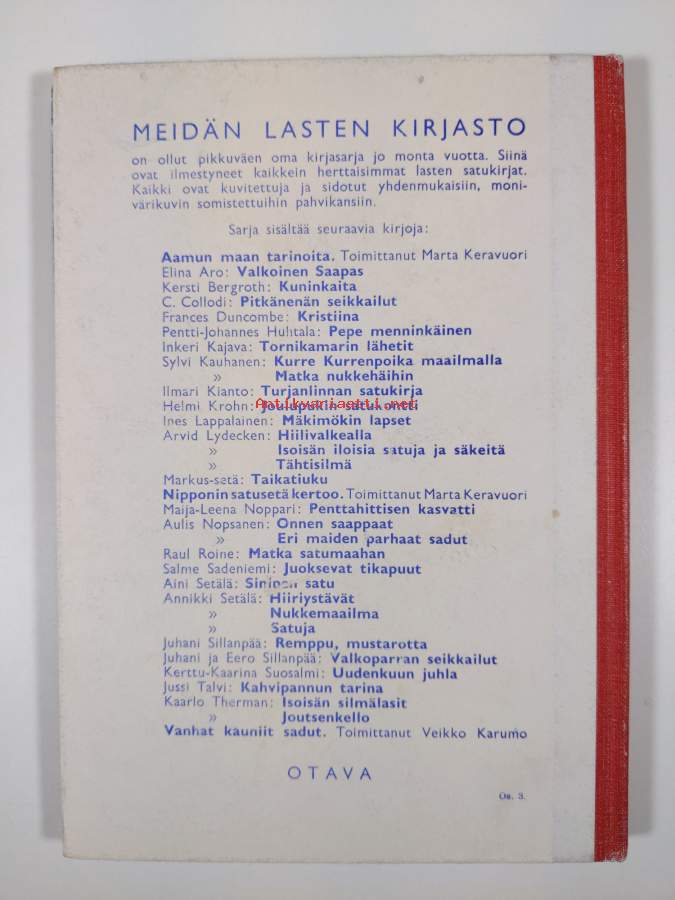 MEIDÄN LASTEN KIRJASTO
on ollut pikkuväen oma kirjasarja jo monta vuotta. Siinä
ovat ilmestyneet kaikkein herttaisimmat lasten satukirjat.
Kaikki ovat kuvitettuja ja sidotut yhdenmukaisiin, moni-
värikuvin somistettuihin pahvikansiin.
Sarja sisältää seuraavia kirjoja:
Aamun maan tarinoita. Toimittanut Marta Keravuori
Elina Aro: Valkoinen Saapas
Kersti Bergroth: Kuninkaita
C. Collodi: Pitkänenän seikkailut
Frances Duncombe: Kristiina
Pentti-Johannes Huhtala: Pepe menninkäinen
Inkeri Kajava: Tornikamarin lähetit
Sylvi Kauhanen: Kurre Kurrenpoika maailmalla
» Matka nukkehäihin
Ilmari Kianto: Turjanlinnan satukirja
Antikvariaatti.net
Helmi Krohn: Joulupukin satukontti
Ines Lappalainen: Mäkimökin lapset
Arvid Lydecken: Hiilivalkealla
» Isoisän iloisia satuja ja säkeitä
» Tähtisilmä
Markus-setä: Taikatiuku
Nipponin satusetä kertoo. Toimittanut Marta Keravuori
Maija-Leena Noppari: Penttahittisen kasvatti
Aulis Nopsanen: Onnen saappaat
» Eri maiden parhaat sadut
Raul Roine: Matka satumaahan
Salme Sadeniemi: Juoksevat tikapuut
Aini Setälä: Sininen satu
Annikki Setälä: Hiiriystävät
» Nukkemaailma
» Satuja
Juhani Sillanpää: Remppu, mustarotta
Juhani ja Eero Sillanpää: Valkoparran seikkailut
Kerttu-Kaarina Suosalmi: Uudenkuun juhla
Jussi Talvi: Kahvipannun tarina
Kaarlo Therman: Isoisän silmälasit
» Joutsenkello
Vanhat kauniit sadut. Toimittanut Veikko Karumo
OTAVA
Os. 3.